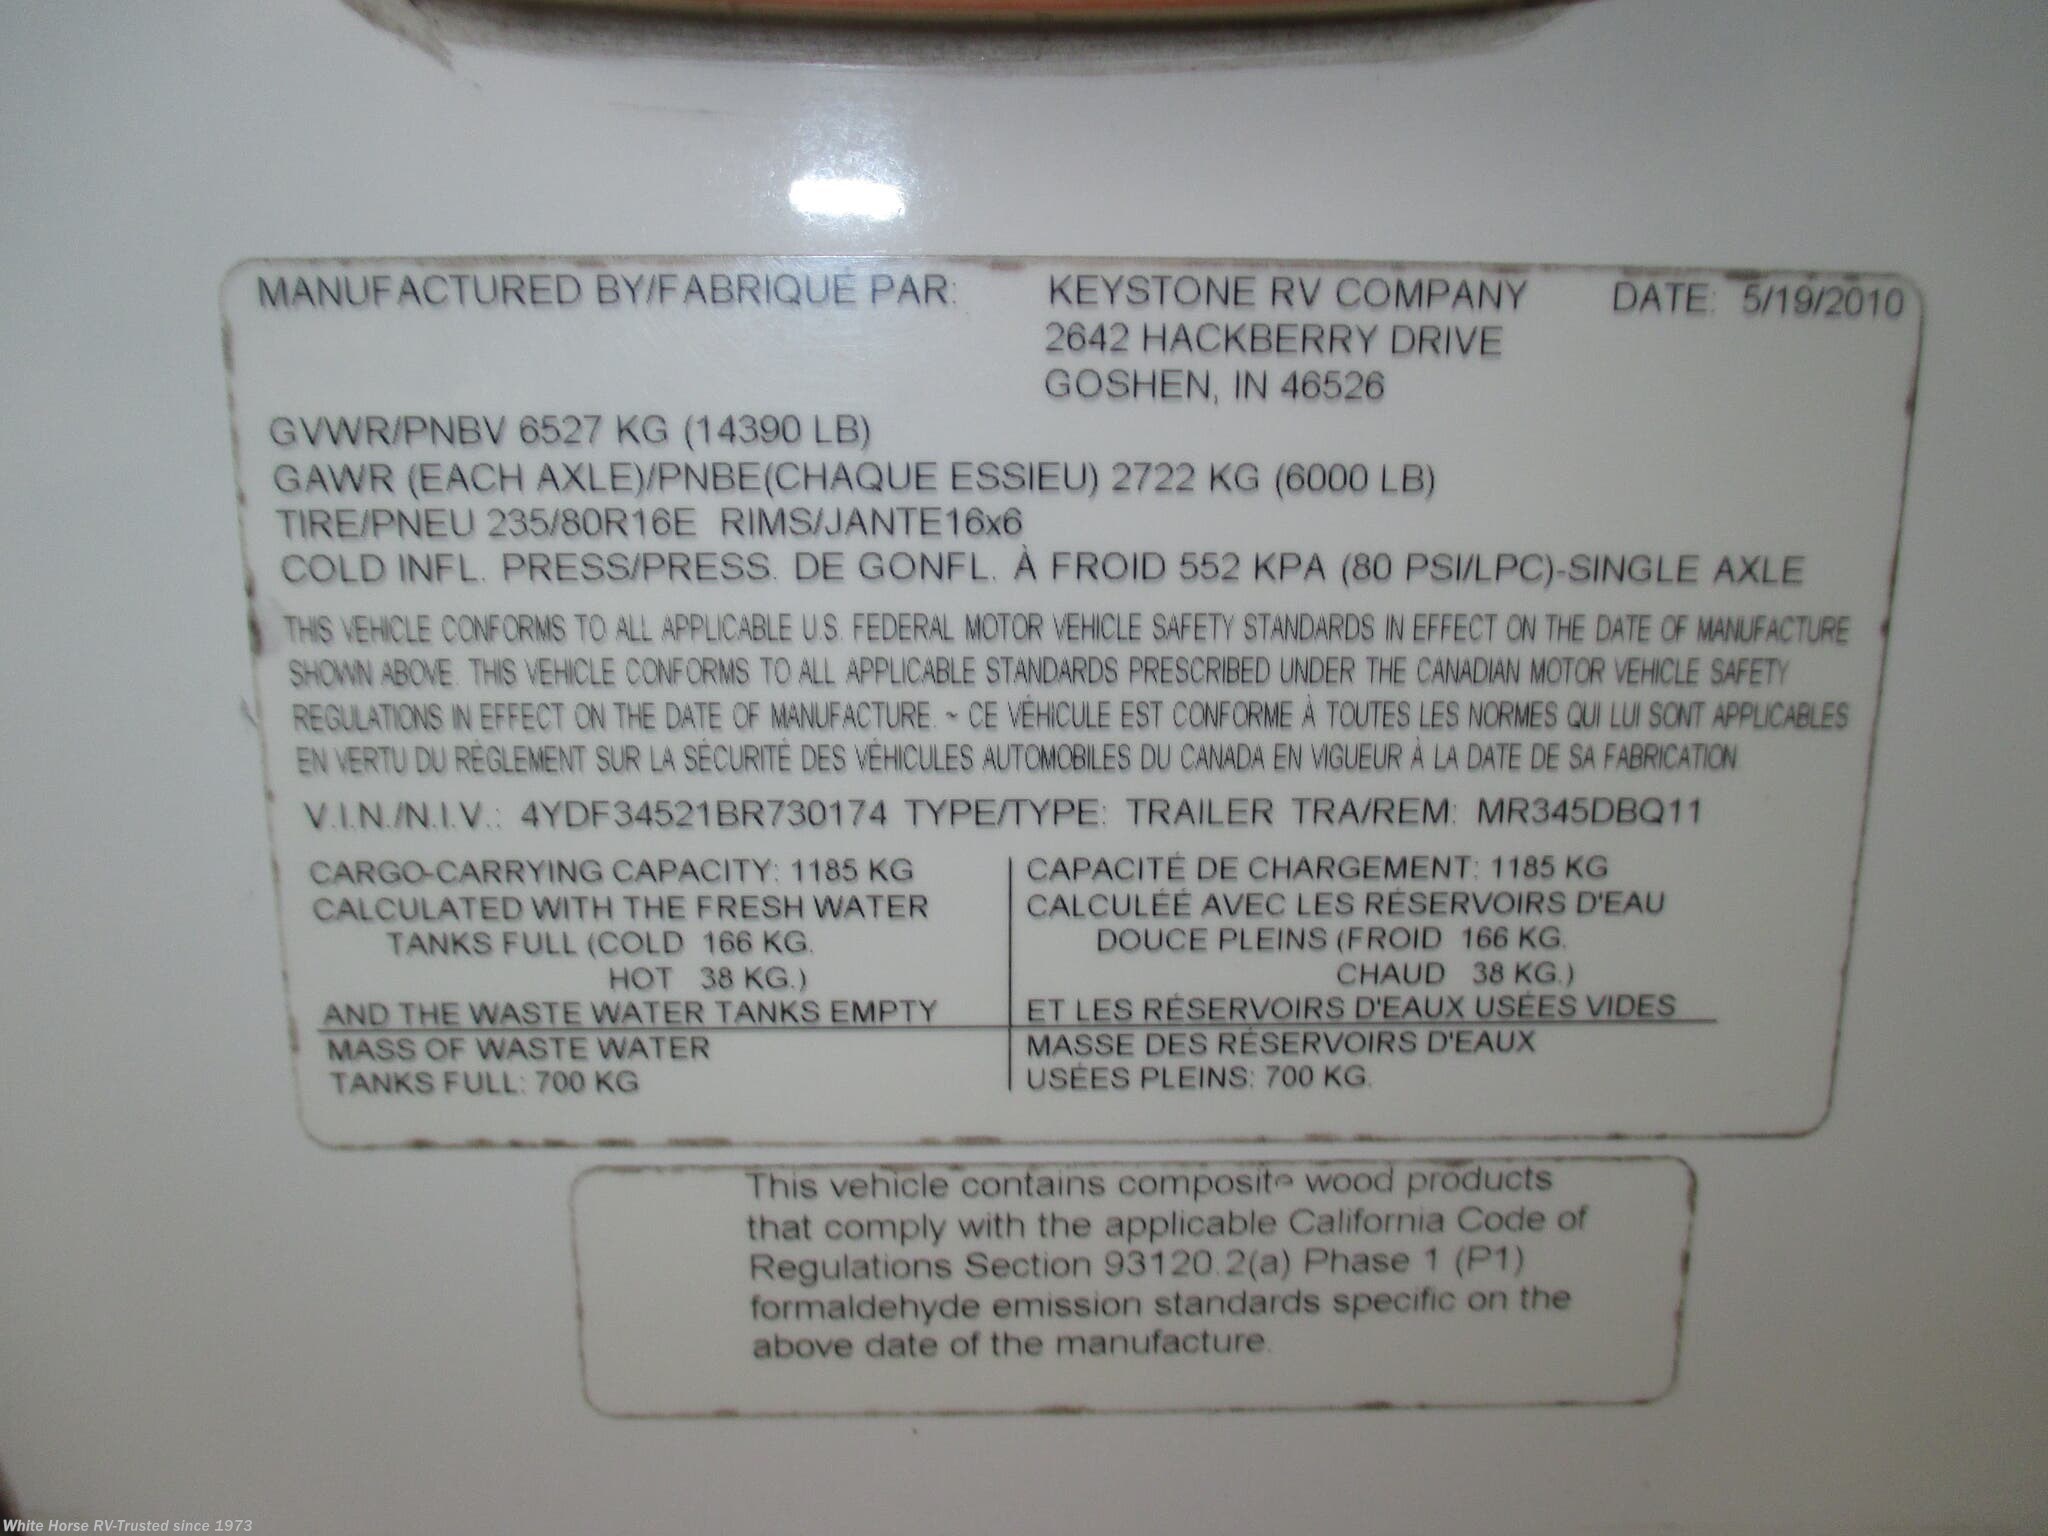 MANUFACTURED BY/FABRIQUÉ PAR: KEYSTONE RV COMPANY DATE: 5/19/2010
2642 HACKBERRY DRIVE
GOSHEN, IN 46526
GVWR/PNBV 6527 KG (14390 LB)
GAWR (EACH AXLE)/PNBE(CHAQUE ESSIEU) 2722 KG (6000 LB)
TIRE/PNEU 235/80R16E RIMS/JANTE16x6
COLD INFL. PRESS/PRESS. DE GONFL. À FROID 552 KPA (80 PSI/LPC)-SINGLE AXLE
THIS VEHICLE CONFORMS TO ALL APPLICABLE U.S. FEDERAL MOTOR VEHICLE SAFETY STANDARDS IN EFFECT ON THE DATE OF MANUFACTURE
SHOWN ABOVE. THIS VEHICLE CONFORMS TO ALL APPLICABLE STANDARDS PRESCRIBED UNDER THE CANADIAN MOTOR VEHICLE SAFETY
REGULATIONS IN EFFECT ON THE DATE OF MANUFACTURE. ~ CE VÉHICULE EST CONFORME À TOUTES LES NORMES QUI LUI SONT APPLICABLES
EN VERTU DU RÉGLEMENT SUR LA SÉCURITÉ DES VÉHICULES AUTOMOBILES DU CANADA EN VIGUEUR À LA DATE DE SA FABRICATION
V.I.N./N.I.V.: 4YDF34521BR730174 TYPE/TYPE: TRAILER TRA/REM: MR345DBQ11
CARGO-CARRYING CAPACITY: 1185 KG
CALCULATED WITH THE FRESH WATER
TANKS FULL (COLD 166 KG.
HOT 38 KG.)
AND THE WASTE WATER TANKS EMPTY
MASS OF WASTE WATER
TANKS FULL: 700 KG
CAPACITÉ DE CHARGEMENT: 1185 KG
CALCULÉÉ AVEC LES RÉSERVOIRS D'EAU
DOUCE PLEINS (FROID 166 KG.
CHAUD 38 KG.)
ET LES RÉSERVOIRS D'EAUX USÉES VIDES
MASSE DES RÉSERVOIRS D'EAUX
USÉES PLEINS: 700 KG.
This vehicle contains composite wood products
that comply with the applicable California Code of
Regulations Section 93120.2(a) Phase 1 (P1)
formaldehyde emission standards specific on the
above date of the manufacture.
White Horse RV-Trusted since 1973